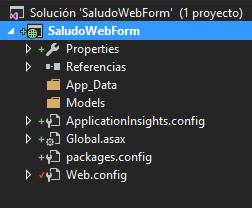 Solución 'SaludoWebForm' (1 proyecto)
SaludoWebForm
Properties
Referencias
App_Data
Models
ApplicationInsights.config
Global.asax
packages.config
Web.config